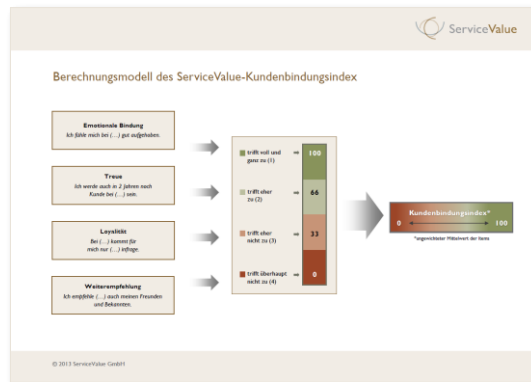 ServiceValue
Berechnungsmodell des ServiceValue-Kundenbindungsindex
Emotionale Bindung
Ich fühle mich bei (…) gut aufgehoben.
Treue
Ich werde auch in 2 Jahren noch
Kunde bei (…) sein.
Loyalität
Bei (…) kommt für
mich nur (…) infrage.
Weiterempfehlung
Ich empfehle (…) auch meinen Freunden
und Bekannten.
trifft voll und
ganz zu (1)
100
trifft eher
zu (2)
66
trifft eher
nicht zu (3)
33
trifft überhaupt
nicht zu (4)
0
Kundenbindungsindex*
0
100
*ungewichteter Mittelwert der Items
© 2013 ServiceValue GmbH